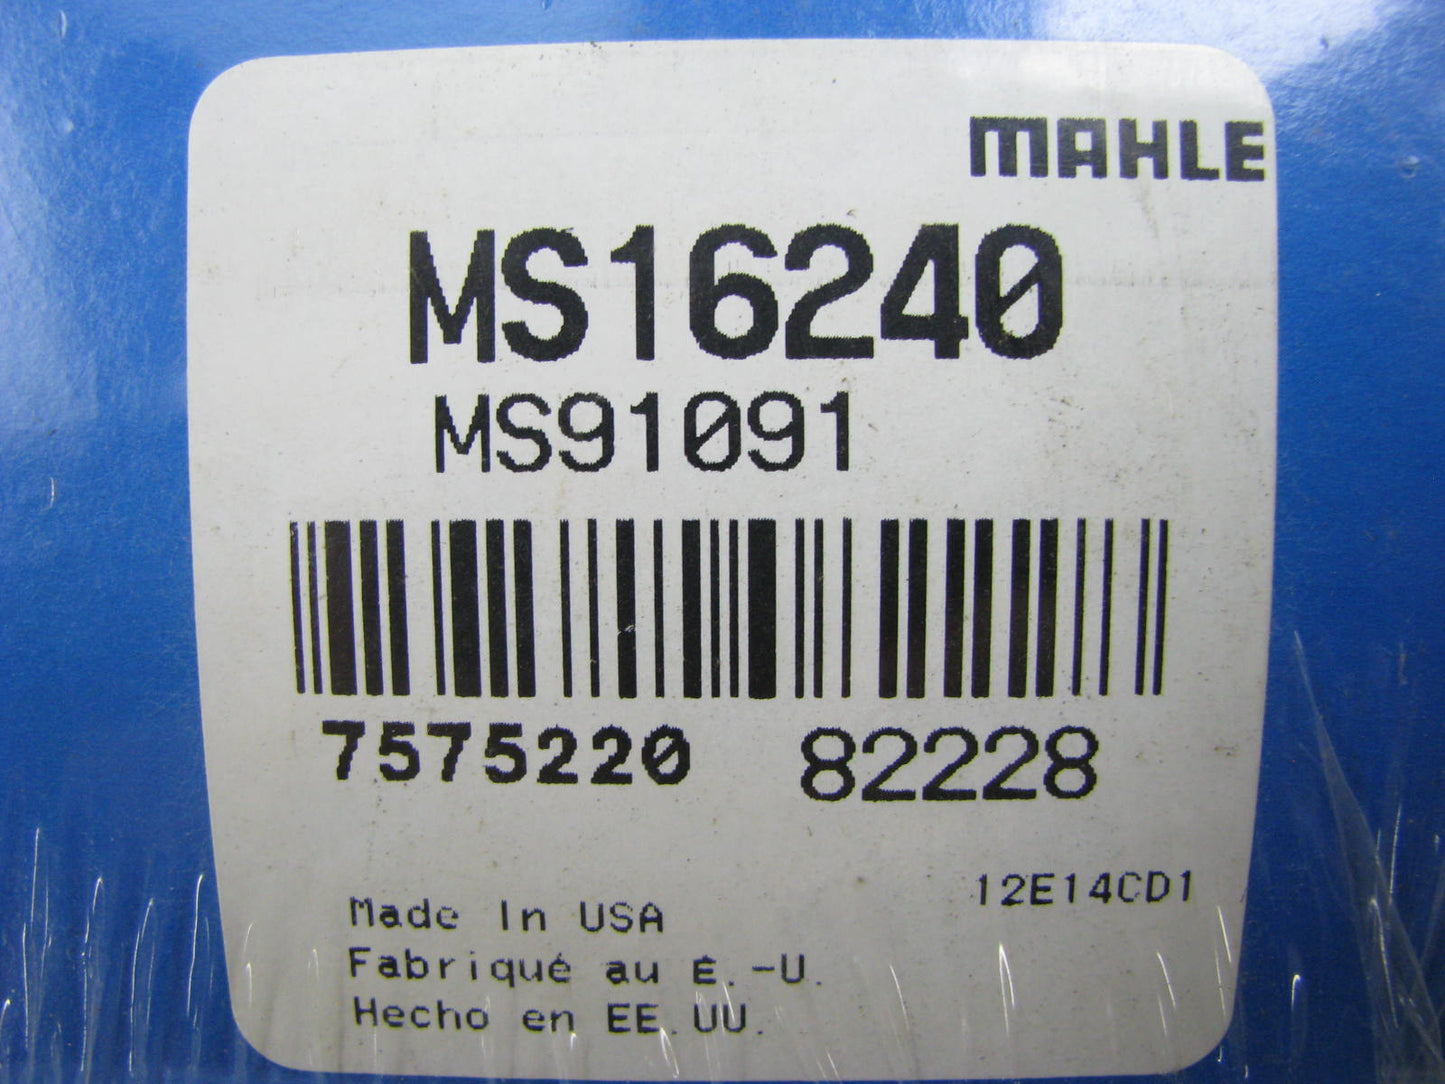 MAHLE
MS16240
MS91091
7575220 82228
12E14CD1
Made In USA
Fabriqué au É.-U.
Hecho en EE.UU.